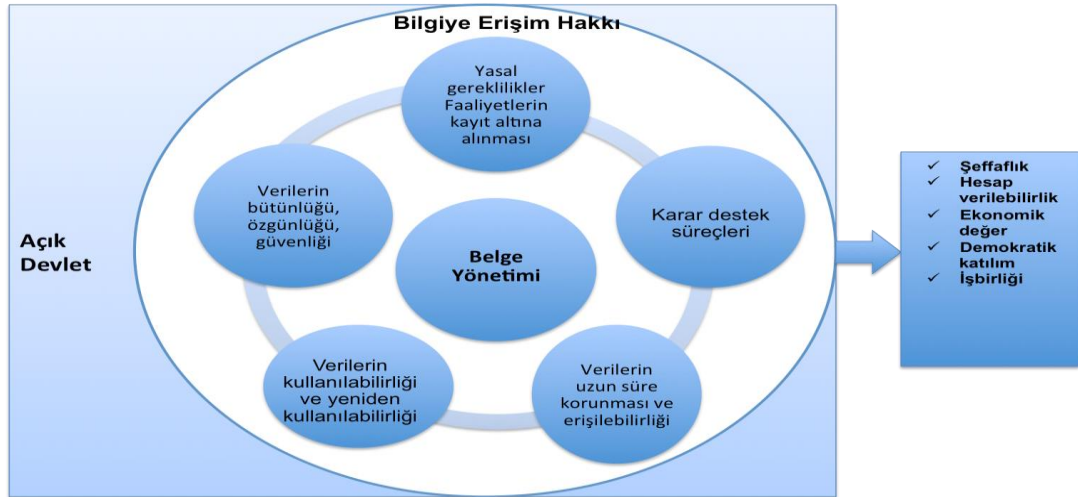 Bilgiye Erişim Hakkı
Yasal
gereklilikler
Faaliyetlerin
kayıt altına
alınması
Verilerin
bütünlüğü,
özgünlüğü,
güvenliği
Karar destek
süreçleri
Açık
Devlet
Belge
Yönetimi
Verilerin
kullanılabilirliği
ve yeniden
kullanılabilirliği
Verilerin
uzun süre
korunması ve
erişilebilirliği
✓ Şeffaflık
✓ Hesap
verilebilirlik
✓ Ekonomik
değer
✓ Demokratik
katılım
✓ İşbirliği